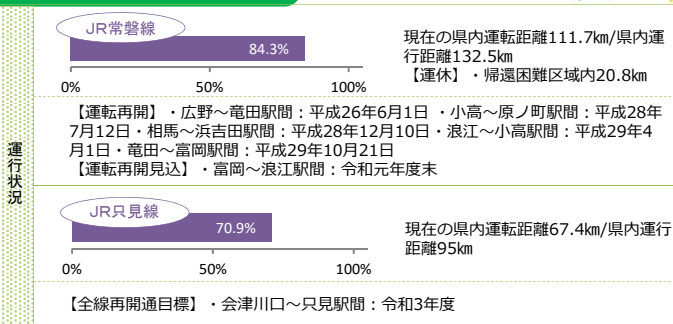 運行状況
JR常磐線
84.3%
0%
50%
100%
現在の県内運転距離111.7㎞/県内運
行距離132.5㎞
【運休】・帰還困難区域内20.8㎞
【運転再開】・広野～竜田駅間：平成26年6月1日 ・小高～原ノ町駅間：平成28年
7月12日・相馬～浜吉田駅間：平成28年12月10日・浪江～小高駅間：平成29年4
月1日・竜田～富岡駅間：平成29年10月21日
【運転再開見込】・富岡～浪江駅間：令和元年度末
JR只見線
70.9%
0%
50%
100%
現在の県内運転距離67.4㎞/県内運行
距離95㎞
【全線再開通目標】・会津川口～只見駅間：令和3年度